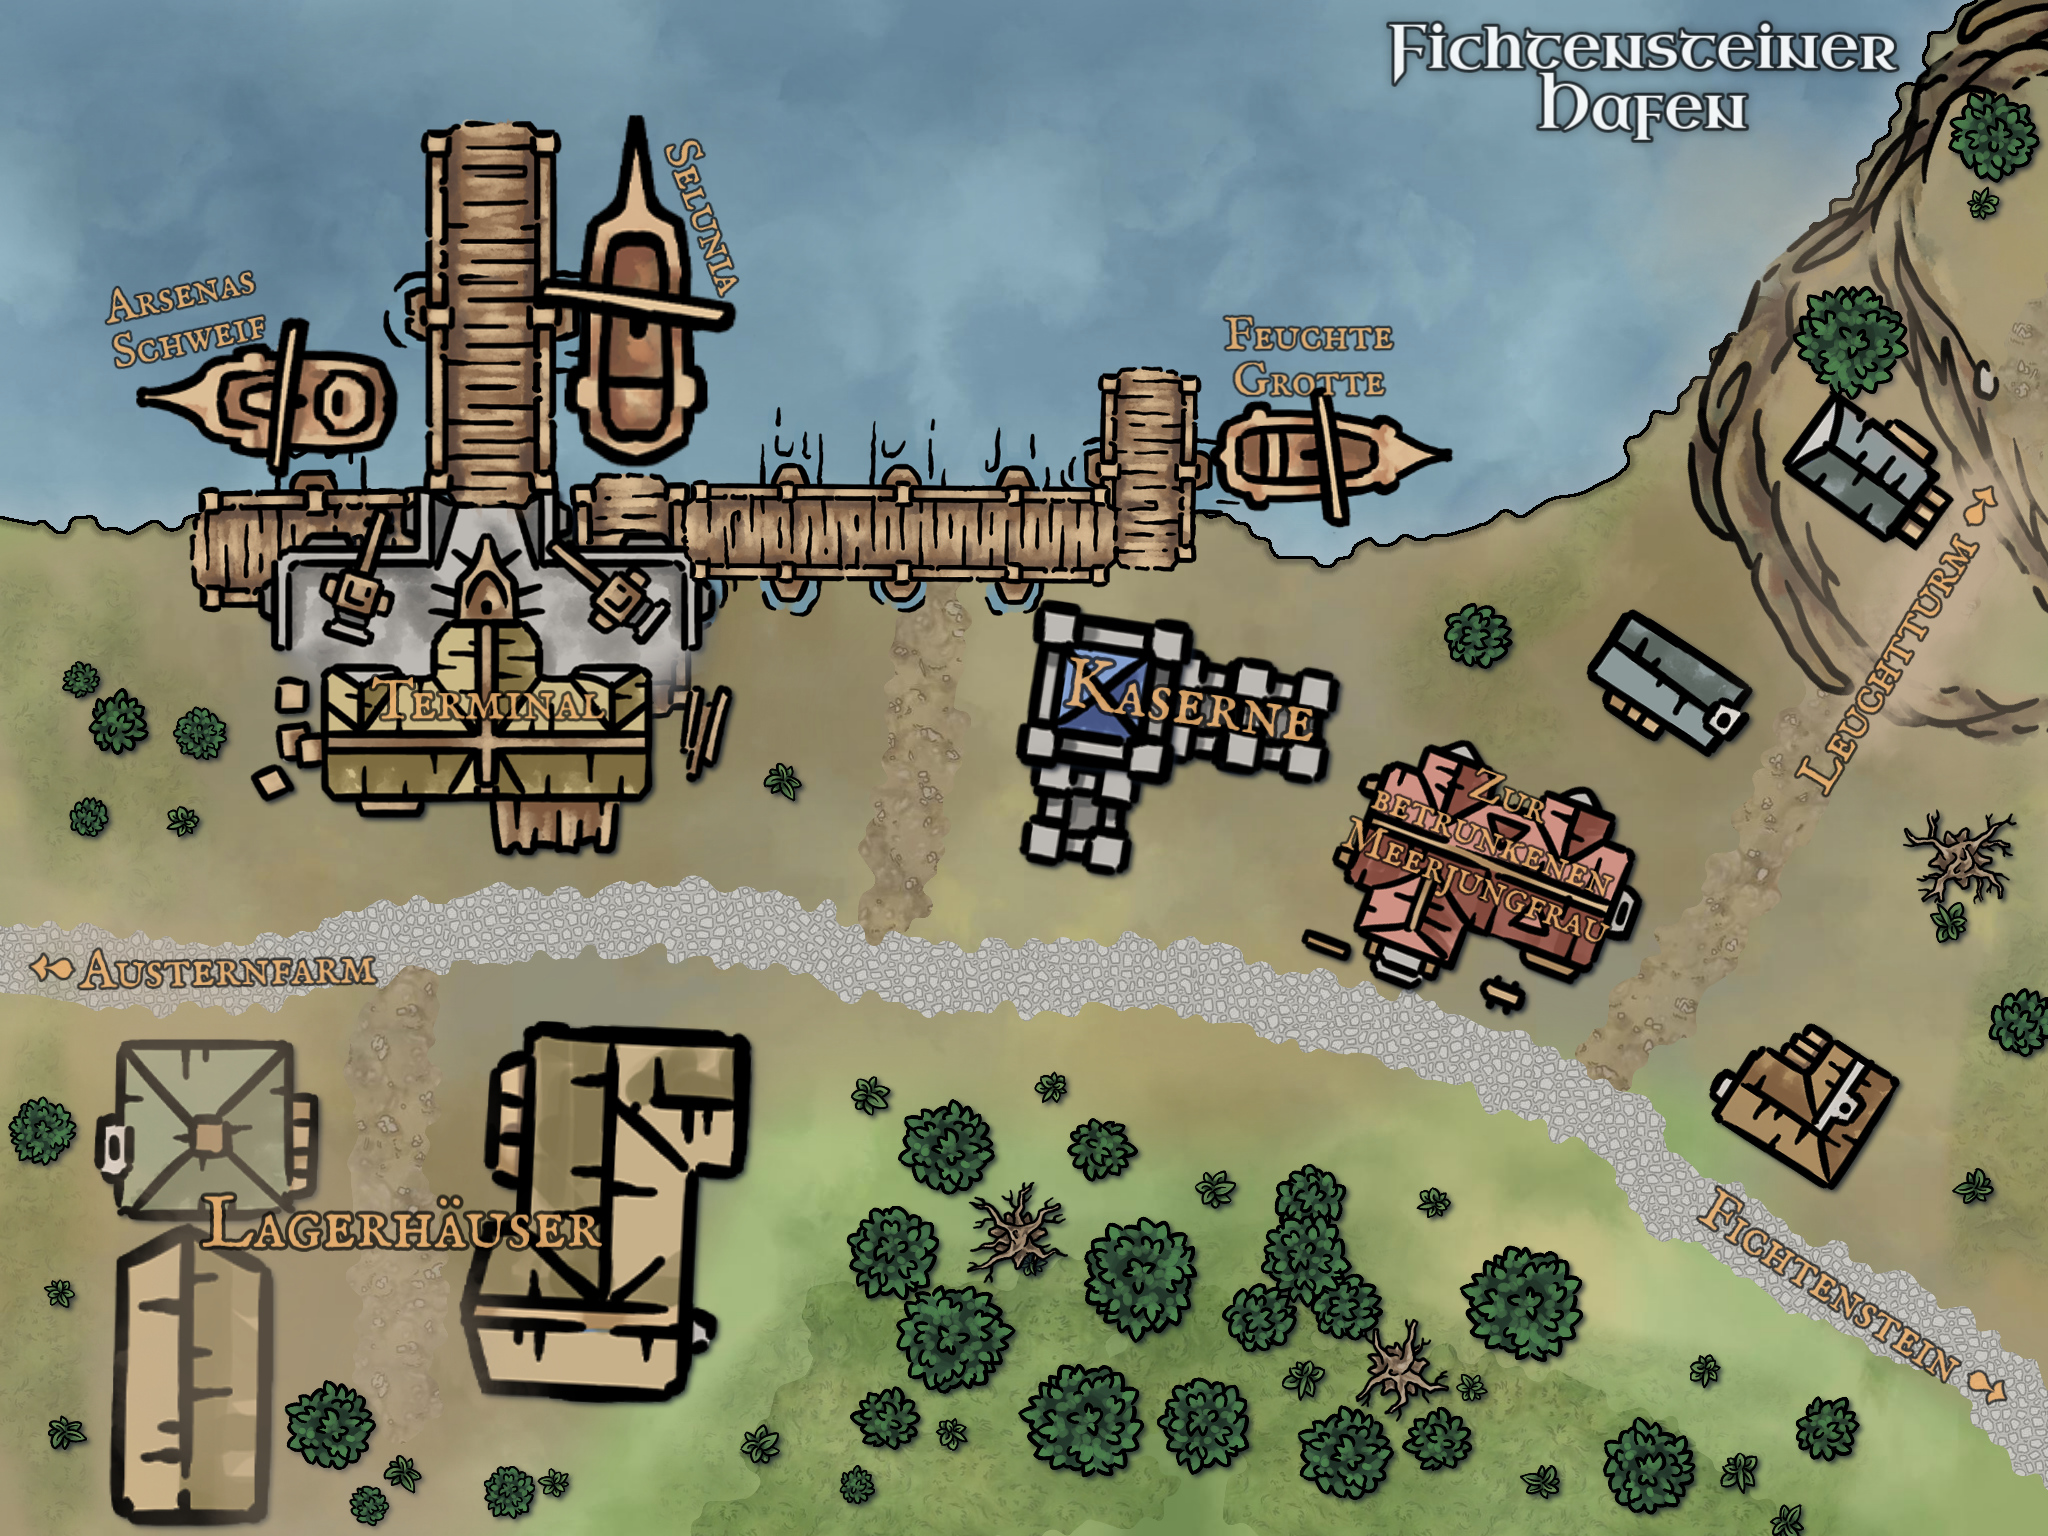 Fichtensteiner
Hafen
Selunia
Arsenas
Schweif
Feuchte
Grotte
Terminal
Kaserne
Leuchtturm
Zur
betrunkenen
Meerjungfrau
Austernfarm
Lagerhäuser
Fichtenstein